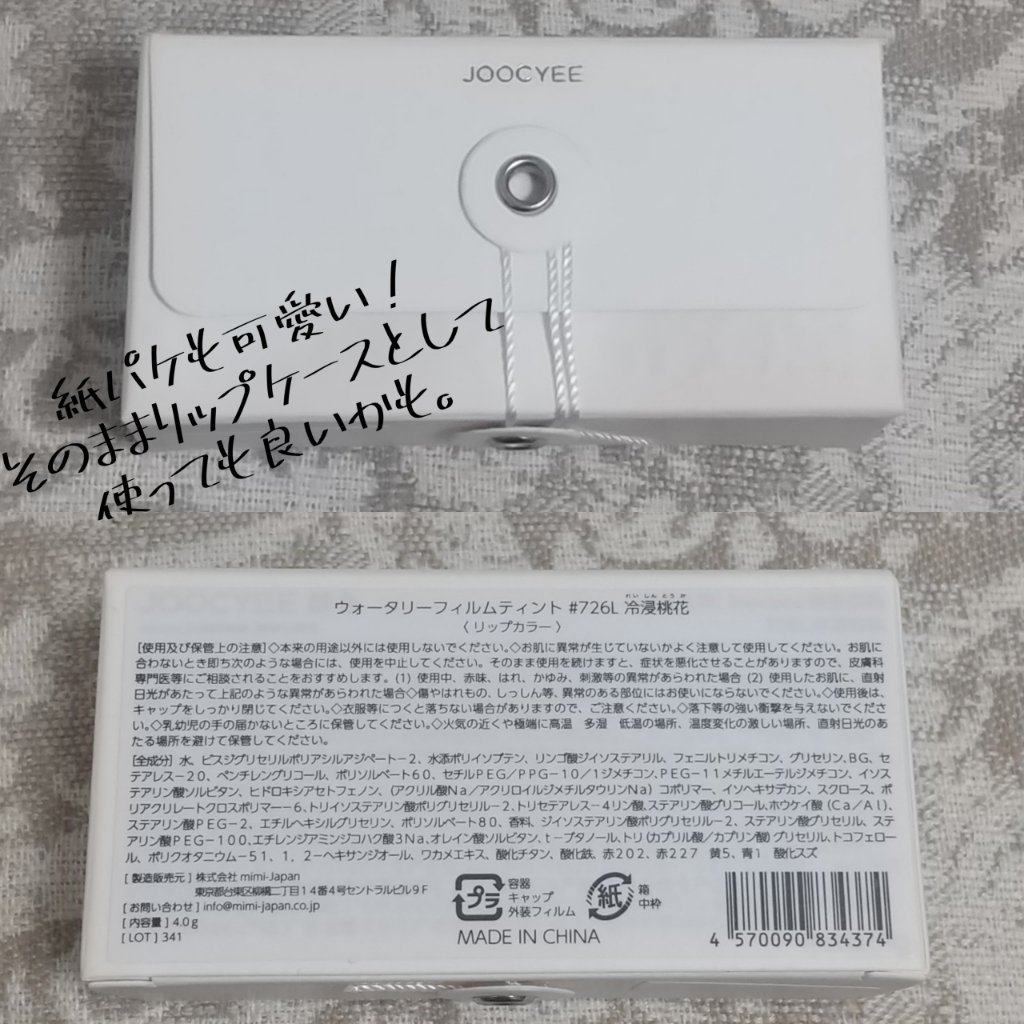 JOOCYEE
紙パケも可愛い!
そのままリップケースとして
使っても良いかも。
ウォータリーフィルムティント #726L 冷浸桃花
れいしんとうか
〈リップカラー〉
[使用及び保管上の注意]◇本来の用途以外には使用しないでください。◇お肌に異常が生じていないかよく注意して使用してください。お肌に
合わないとき即ち次のような場合には、使用を中止してください。そのまま使用を続けますと、症状を悪化させることがありますので、皮膚科
専門医等にご相談されることをおすすめします。(1) 使用中、赤味、はれ、かゆみ、刺激等の異常があらわれた場合 (2) 使用したお肌に、直射
日光があたって上記のような異常があらわれた場合◇傷やはれもの、しっしん等、異常のある部位にはお使いにならないでください。◇使用後は、
キャップをしっかり閉じてください。◇衣服等につくと落ちない場合がありますので、ご注意ください。◇落下等の強い衝撃を与えないでくださ
い。◇乳幼児の手の届かないところに保管してください。◇火気の近くや極端に高温 多湿 低温の場所、温度変化の激しい場所、直射日光のあ
たる場所を避けて保管してください。
[全成分] 水、ビスジグリセリルポリアシルアジペート-2、水添ポリイソブテン、リンゴ酸ジイソステアリル、フェニルトリメチコン、グリセリン、BG、セ
テアレス-20、ペンチレングリコール、ポリソルベート60、セチルPEG/PPG-10/1ジメチコン、PEG-11メチルエーテルジメチコン、イソス
テアリン酸ソルビタン、ヒドロキシアセトフェノン、(アクリル酸Na/アクリロイルジメチルタウリンNa) コポリマー、イソヘキサデカン、スクロース、ポ
リアクリレートクロスポリマー-6、トリイソステアリン酸ポリグリセリル-2、トリセテアレス-4リン酸、ステアリン酸グリコール、ホウケイ酸 (Ca/Al)、
ステアリン酸PEG-2、エチルヘキシルグリセリン、ポリソルベート80、香料、ジイソステアリン酸ポリグリセリル-2、ステアリン酸グリセリル、ステ
アリン酸PEG-100、エチレンジアミンジコハク酸3Na、オレイン酸ソルビタン、t-ブタノール、トリ(カプリル酸/カプリン酸) グリセリル、トコフェロー
ル、ポリクオタニウム-51、1,2-ヘキサンジオール、ワカメエキス、酸化チタン、酸化鉄、赤202、赤227 黄5、青1 酸化スズ
[製造販売元] 株式会社 mimi-Japan
東京都台東区柳橋二丁目14番4号セントラルビル9F
[お問い合わせ] info@mimi-japan.co.jp
[内容量] 4.0g
[LOT] 341
プラ
容器
キャップ
外装フィルム
紙
箱
中枠
MADE IN CHINA
4 570090 834374